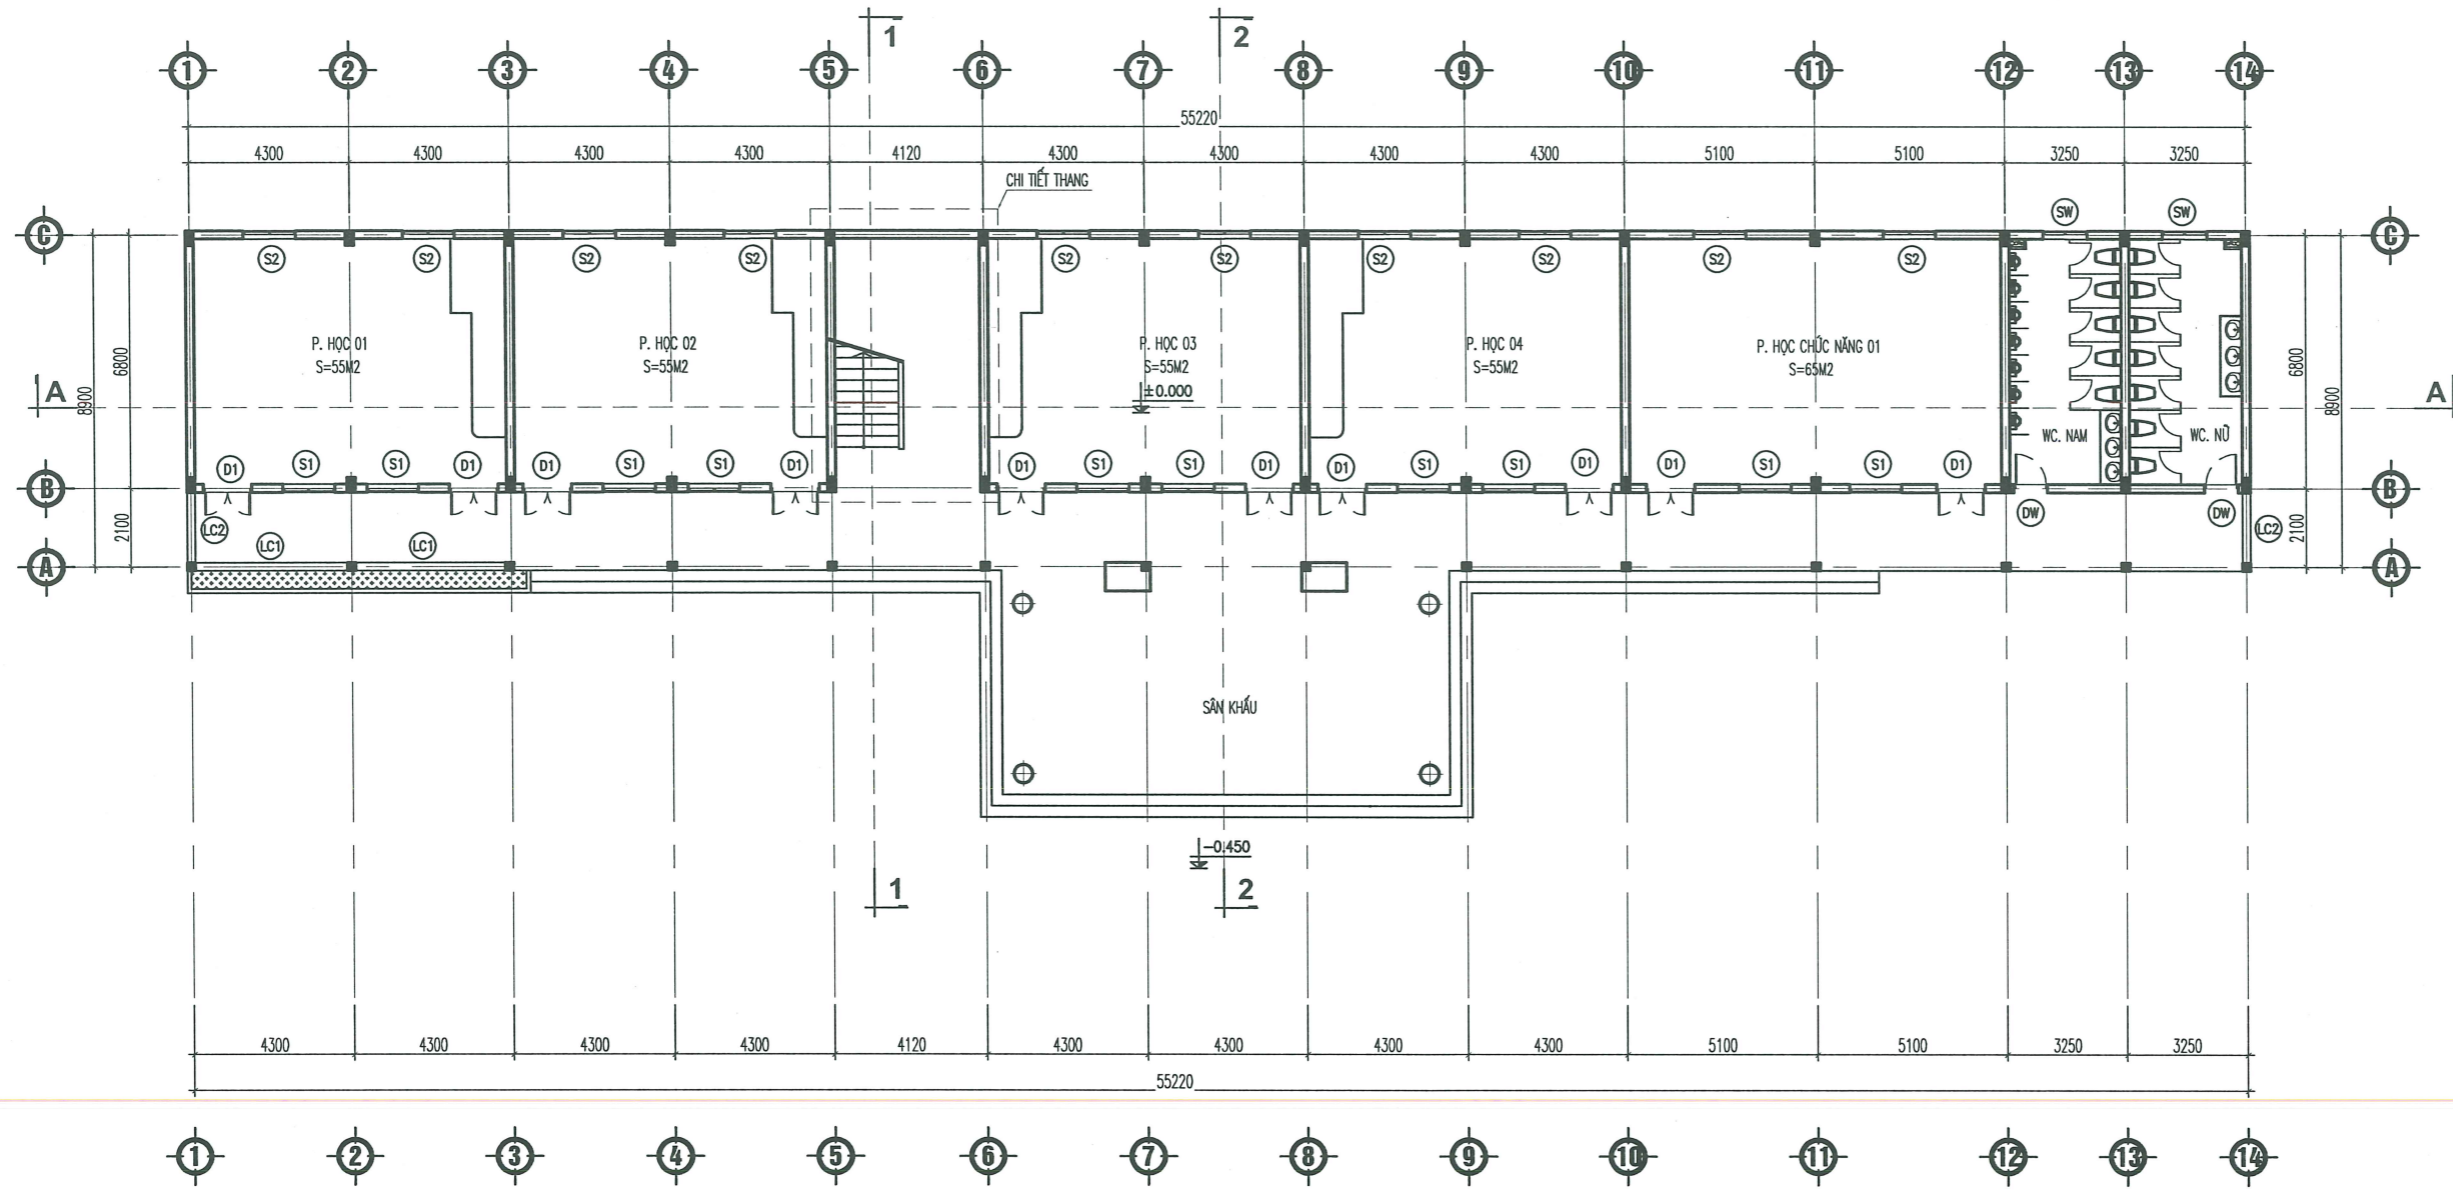 1 2
1 2 3 4 5 6 7 8 9 10 11 12 13 14
55220
4300 4300 4300 4300 4120 4300 4300 4300 4300 5100 5100 3250 3250
CHI TIẾT THANG
SW SW
C C
S2 S2 S2 S2 S2 S2 S2 S2 S2 S2
P. HỌC 01
S=55M2
P. HỌC 02
S=55M2
P. HỌC 03
S=55M2
±0.000
P. HỌC 04
S=55M2
P. HỌC CHỨC NĂNG 01
S=65M2
6800 6800
8900 8900
A A
WC. NAM WC. NỮ
D1 S1 S1 D1 D1 S1 S1 D1 D1 S1 S1 D1 D1 S1 S1 D1 D1 S1 S1 D1
B B
DW DW
LC2 LC1 LC1 LC2
2100 2100
A A
SÂN KHẤU
-0.450
1 2
4300 4300 4300 4300 4120 4300 4300 4300 4300 5100 5100 3250 3250
55220
1 2 3 4 5 6 7 8 9 10 11 12 13 14